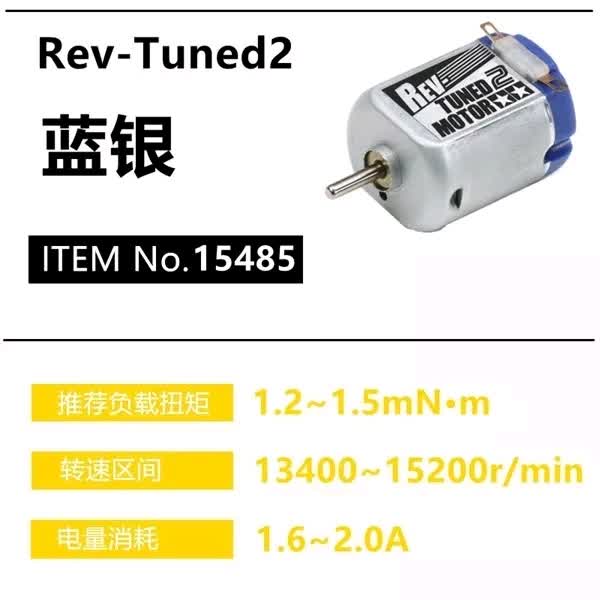 Rev-Tuned2
蓝银
ITEM No.15485
REV-
TUNED 2
MOTOR
推荐负载扭矩 1.2~1.5mN·m
转速区间 13400~15200r/min
电量消耗 1.6~2.0A